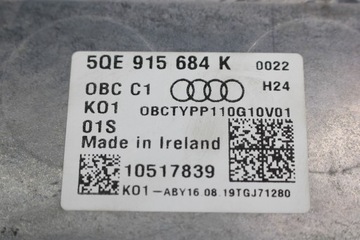 5QE 915 684 K 0022
OBC C1 H24
K01 OBCTYPP110G10V01
01S
Made in Ireland
10517839
K01-ABY16 08.19TGJ71280